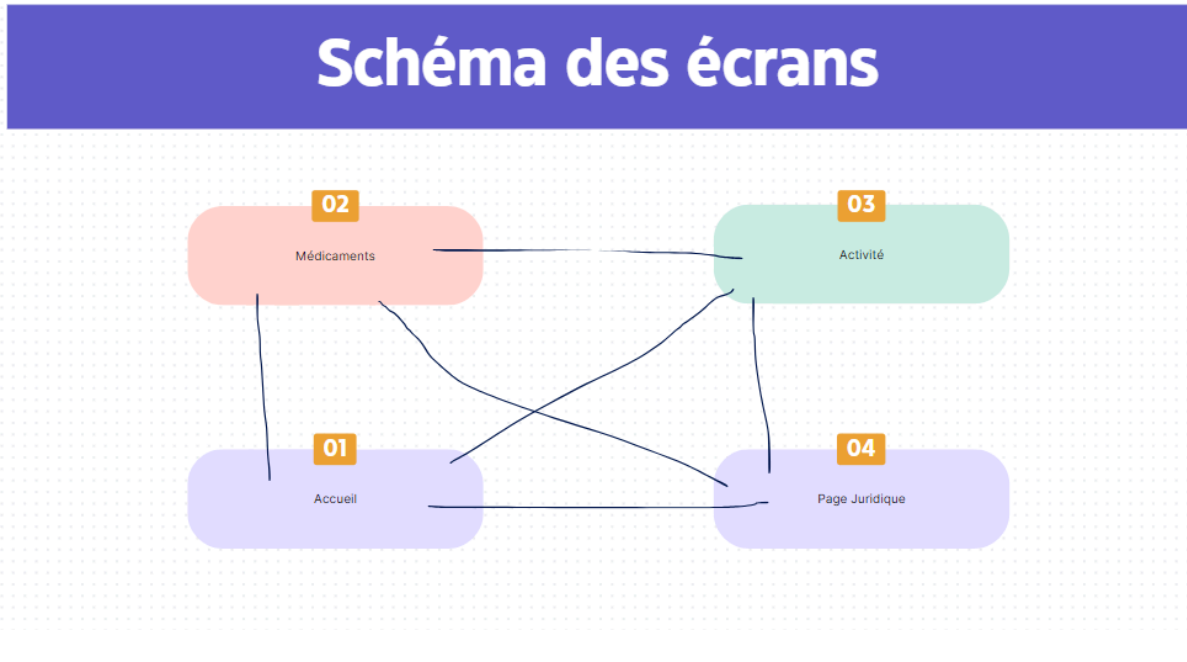 Schéma des écrans
02
Médicaments
03
Activité
01
Accueil
04
Page Juridique